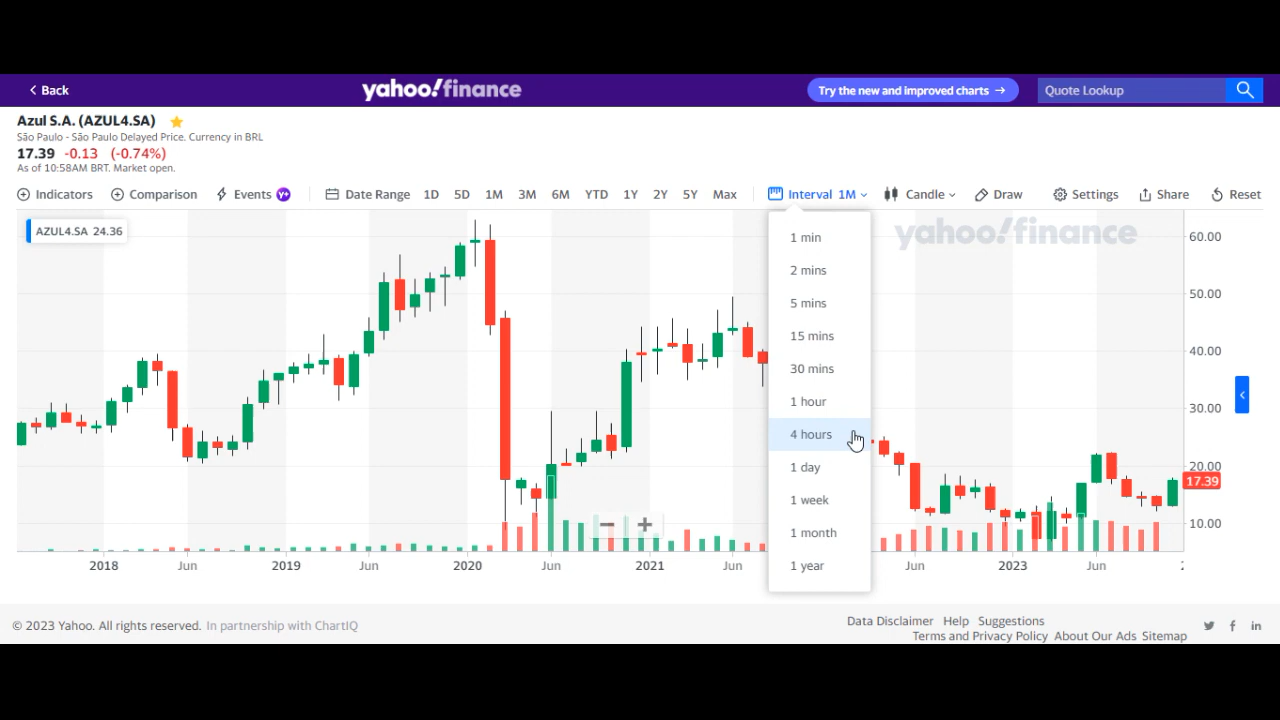 Back
yahoo!finance
Try the new and improved charts →
Quote Lookup
Azul S.A. (AZUL4.SA)
São Paulo - São Paulo Delayed Price. Currency in BRL
17.39 -0.13 (-0.74%)
As of 10:58AM BRT. Market open.
Indicators Comparison Events y+ Date Range 1D 5D 1M 3M 6M YTD 1Y 2Y 5Y Max Interval 1M Candle Draw Settings Share Reset
AZUL4.SA 24.36
yahoo!finance
1 min
2 mins
5 mins
15 mins
30 mins
1 hour
4 hours
1 day
1 week
1 month
1 year
60.00
50.00
40.00
30.00
20.00
17.39
10.00
2018 Jun 2019 Jun 2020 Jun 2021 Jun Jun 2023 Jun
© 2023 Yahoo. All rights reserved. In partnership with ChartIQ
Data Disclaimer Help Suggestions
Terms and Privacy Policy About Our Ads Sitemap